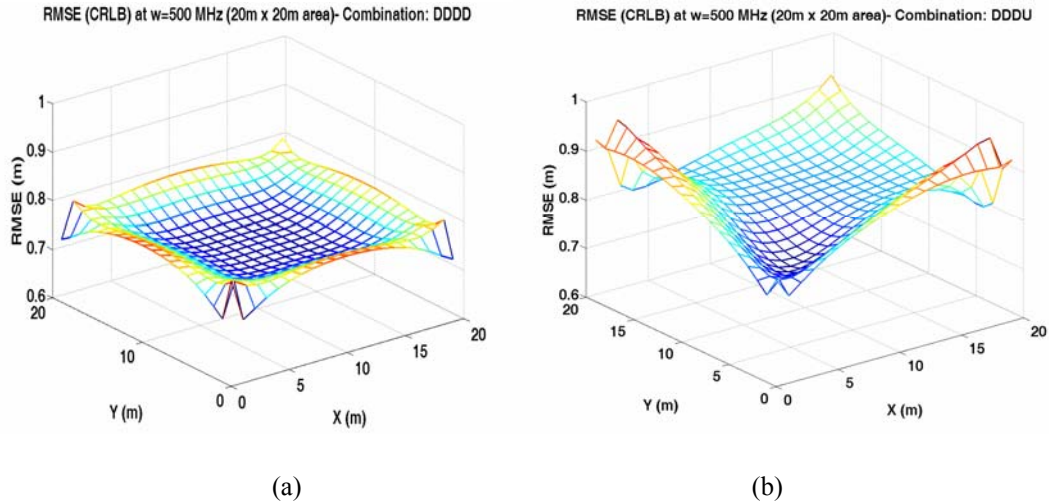 RMSE (CRLB) at w=500 MHz (20m x 20m area)- Combination: DDDD
1
0.9
0.8
0.7
0.6
RMSE (m)
20
10
0
Y (m)
0
5
10
15
20
X (m)
(a)
RMSE (CRLB) at w=500 MHz (20m x 20m area)- Combination: DDDU
1
0.9
0.8
0.7
0.6
RMSE (m)
20
15
10
5
0
Y (m)
0
5
10
15
20
X (m)
(b)